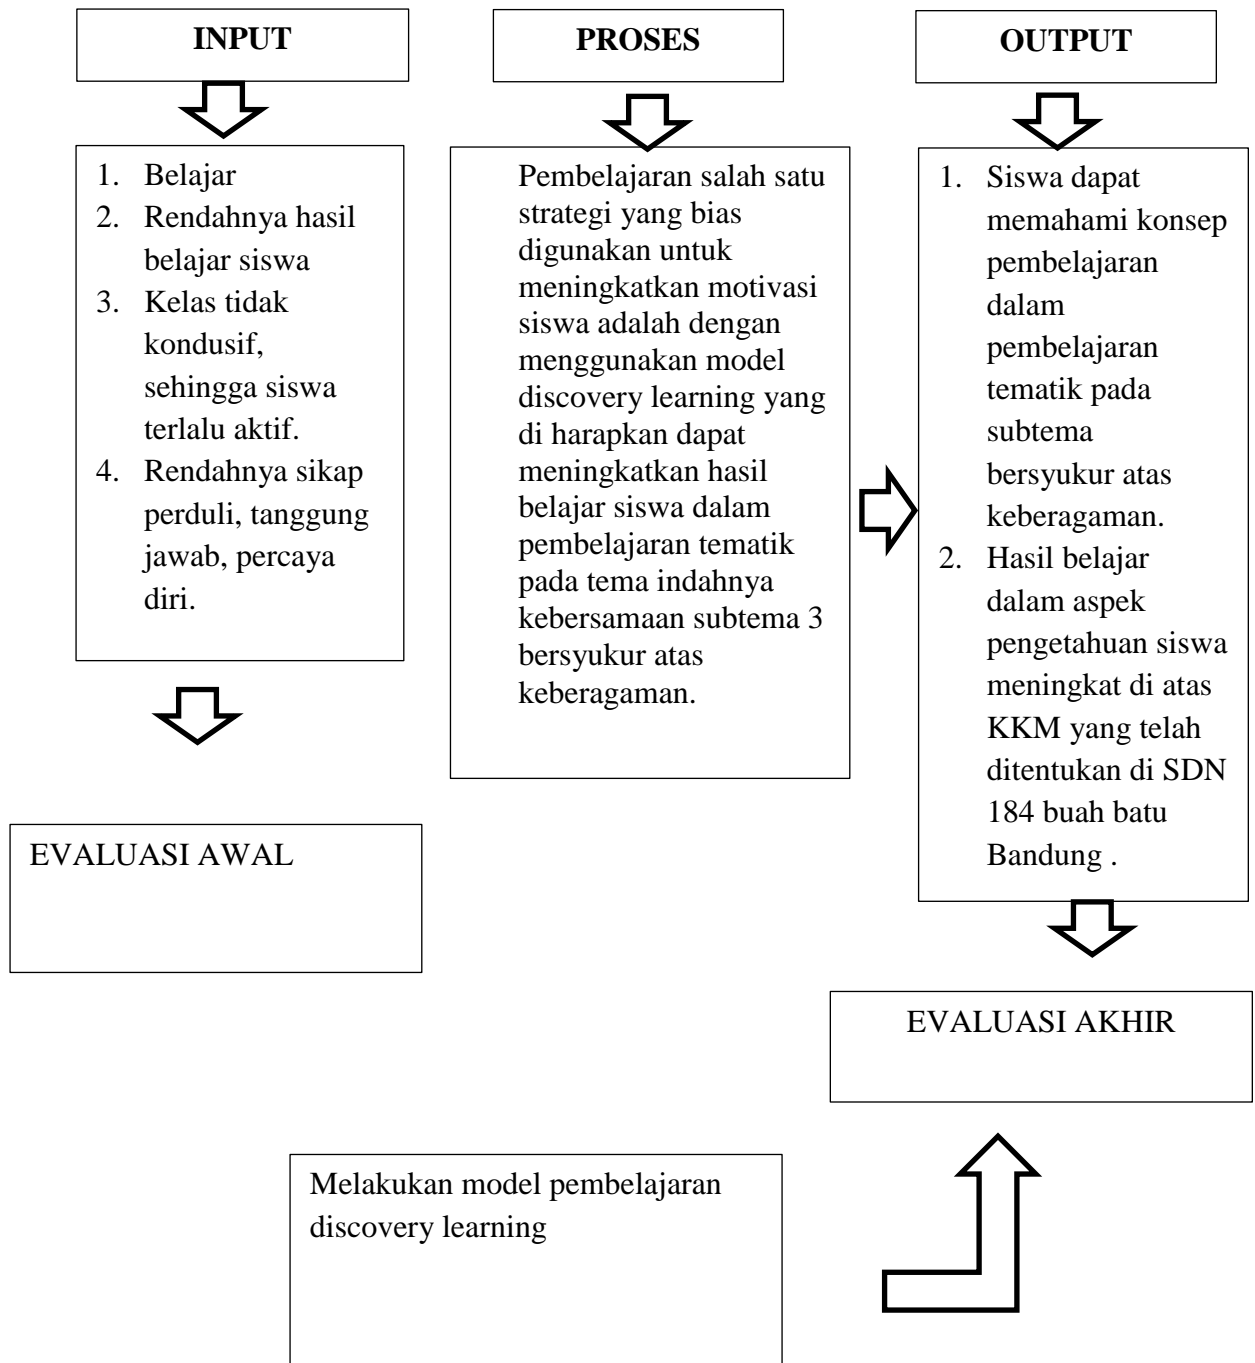 INPUT
PROSES
OUTPUT
1. Belajar
2. Rendahnya hasil
belajar siswa
3. Kelas tidak
kondusif,
sehingga siswa
terlalu aktif.
4. Rendahnya sikap
perduli, tanggung
jawab, percaya
diri.
Pembelajaran salah satu
strategi yang bias
digunakan untuk
meningkatkan motivasi
siswa adalah dengan
menggunakan model
discovery learning yang
di harapkan dapat
meningkatkan hasil
belajar siswa dalam
pembelajaran tematik
pada tema indahnya
kebersamaan subtema 3
bersyukur atas
keberagaman.
1. Siswa dapat
memahami konsep
pembelajaran
dalam
pembelajaran
tematik pada
subtema
bersyukur atas
keberagaman.
2. Hasil belajar
dalam aspek
pengetahuan siswa
meningkat di atas
KKM yang telah
ditentukan di SDN
184 buah batu
Bandung .
EVALUASI AWAL
EVALUASI AKHIR
Melakukan model pembelajaran
discovery learning